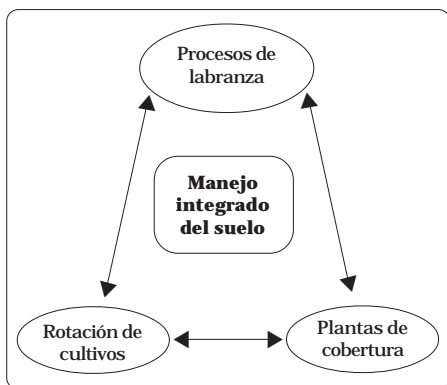 Procesos de
labranza
Manejo
integrado
del suelo
Rotación de
cultivos
Plantas de
cobertura